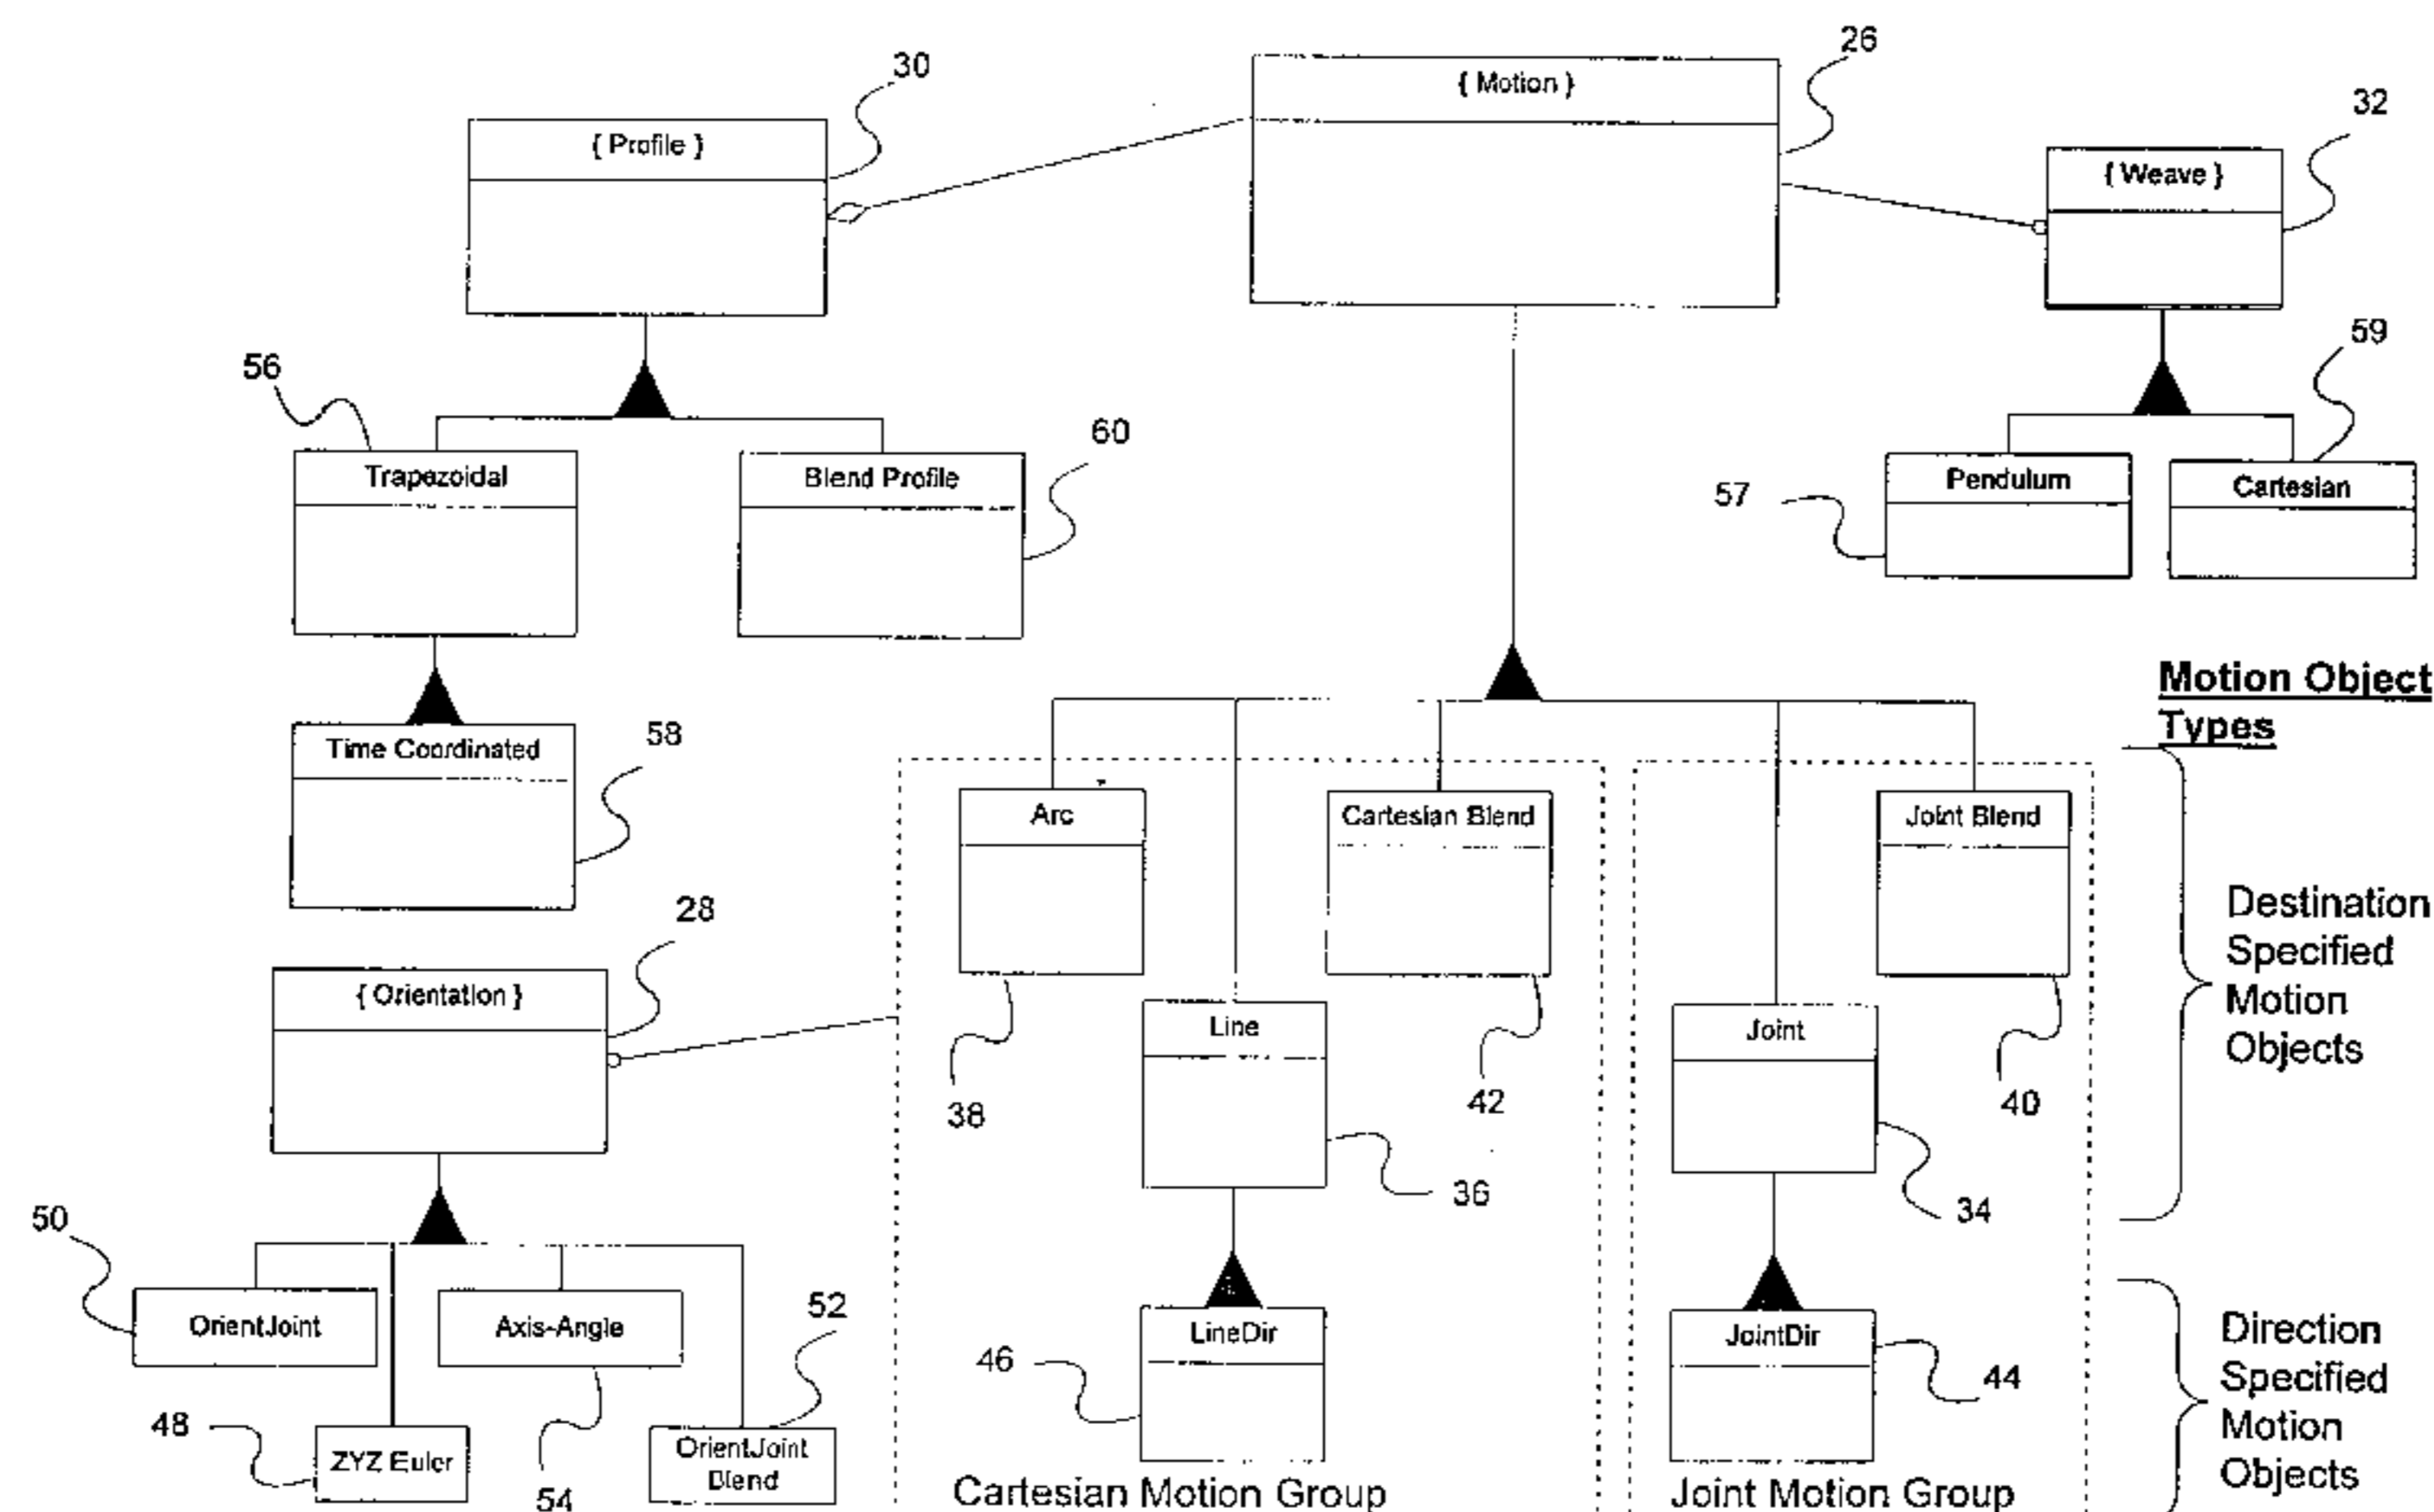 26
30
{ Motion }
32
{ Profile }
{ Weave }
59
56
60
Trapezoidal
Blend Profile
57
Pendulum
Cartesian
Motion Object
Types
Time Coordinated
58
Arc
Cartesian Blend
Joint Blend
28
Destination
Specified
Motion
Objects
{ Orientation }
Line
Joint
38
42
40
36
34
50
OrientJoint
Axis-Angle
52
LineDir
JointDir
46
44
Direction
Specified
Motion
Objects
48
ZYZ Euler
54
OrientJoint
Blend
Cartesian Motion Group
Joint Motion Group